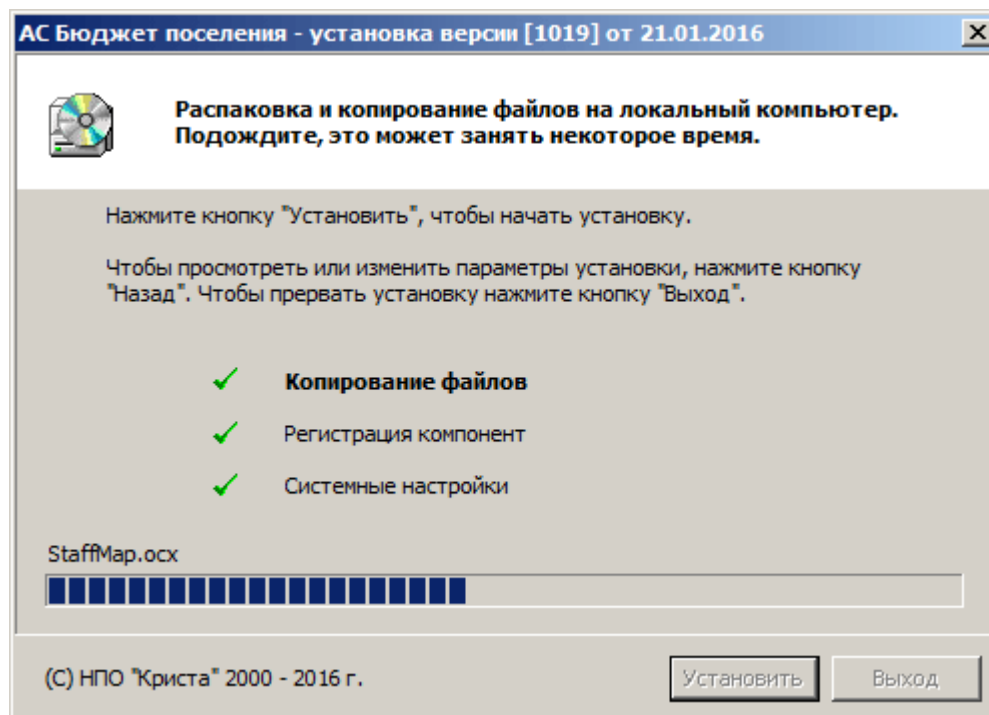 АС Бюджет поселения - установка версии [1019] от 21.01.2016
Распаковка и копирование файлов на локальный компьютер.
Подождите, это может занять некоторое время.
Нажмите кнопку "Установить", чтобы начать установку.
Чтобы просмотреть или изменить параметры установки, нажмите кнопку
"Назад". Чтобы прервать установку нажмите кнопку "Выход".
Копирование файлов
Регистрация компонент
Системные настройки
StaffMap.ocx
(С) НПО "Криста" 2000 - 2016 г.
Установить
Выход